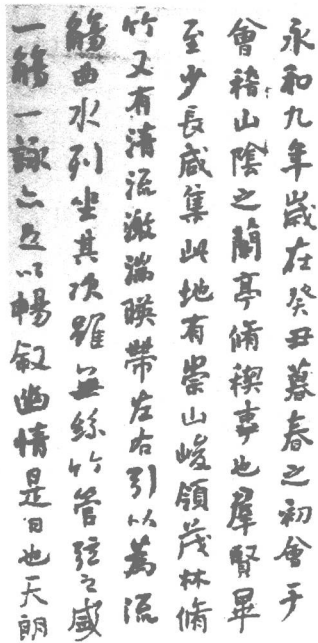 永和九年歲在癸丑暮春之初會于
會稽山陰之蘭亭脩稧事也羣賢畢
至少長咸集此地有崇山峻領茂林脩
竹又有清流激湍暎帶左右引以為流
觴曲水列坐其次雖無絲竹管弦之盛
一觴一詠亦足以暢叙幽情是日也天朗